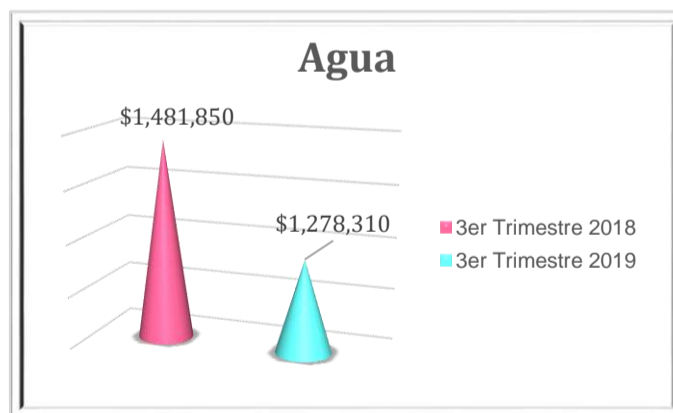 Agua
$1,481,850
$1,278,310
3er Trimestre 2018
3er Trimestre 2019